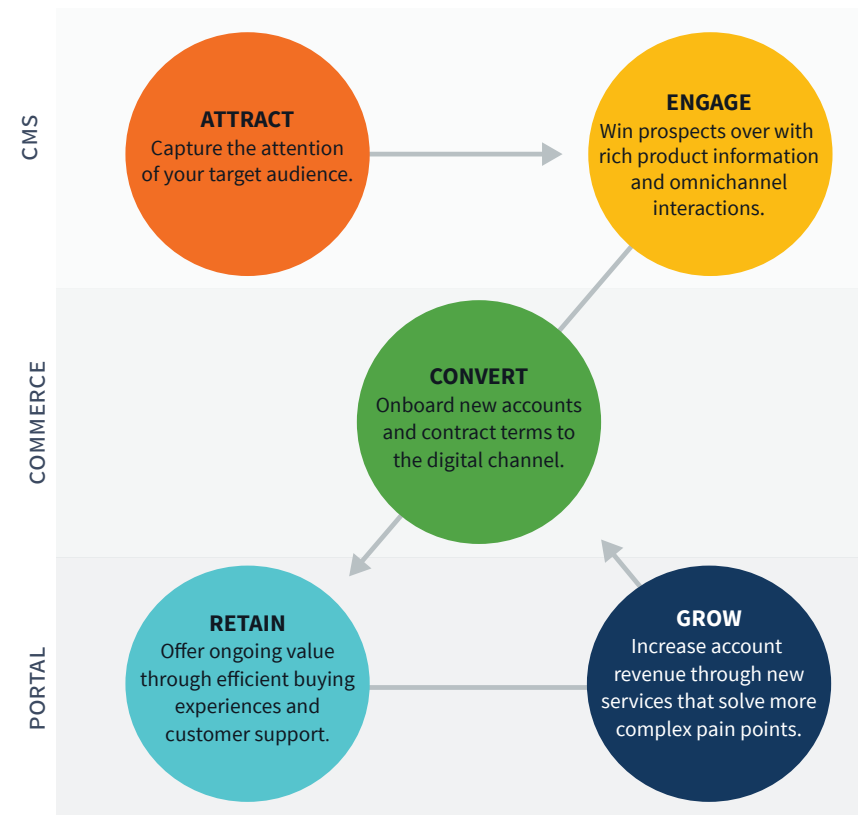 CMS
ATTRACT
Capture the attention
of your target audience.
ENGAGE
Win prospects over with
rich product information
and omnichannel
interactions.
COMMERCE
CONVERT
Onboard new accounts
and contract terms to
the digital channel.
PORTAL
RETAIN
Offer ongoing value
through efficient buying
experiences and
customer support.
GROW
Increase account
revenue through new
services that solve more
complex pain points.